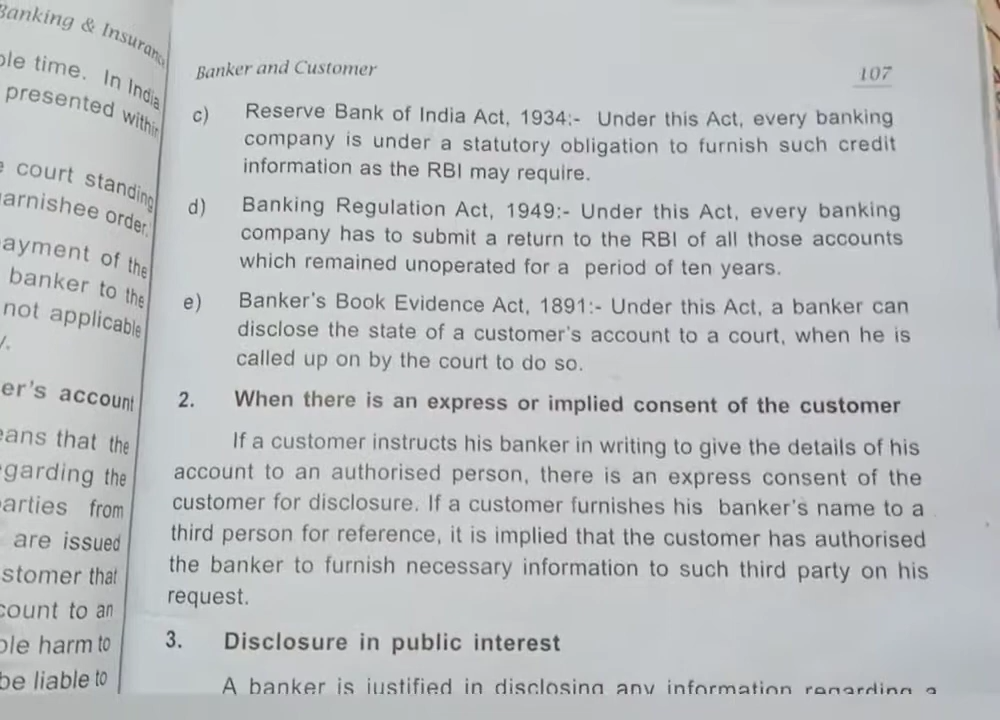 Banking & Insurance
ole time. In India
presented within
court standing
arnishee order.
ayment of the
banker to the
not applicable
er's account
eans that the
egarding the
parties from
are issued
stomer that
count to an
ole harm to
be liable to
Banker and Customer 107
c) Reserve Bank of India Act, 1934:- Under this Act, every banking
company is under a statutory obligation to furnish such credit
information as the RBI may require.
d) Banking Regulation Act, 1949:- Under this Act, every banking
company has to submit a return to the RBI of all those accounts
which remained unoperated for a period of ten years.
e) Banker's Book Evidence Act, 1891:- Under this Act, a banker can
disclose the state of a customer's account to a court, when he is
called up on by the court to do so.
2. When there is an express or implied consent of the customer
If a customer instructs his banker in writing to give the details of his
account to an authorised person, there is an express consent of the
customer for disclosure. If a customer furnishes his banker's name to a
third person for reference, it is implied that the customer has authorised
the banker to furnish necessary information to such third party on his
request.
3. Disclosure in public interest
A banker is justified in disclosing any information regarding a